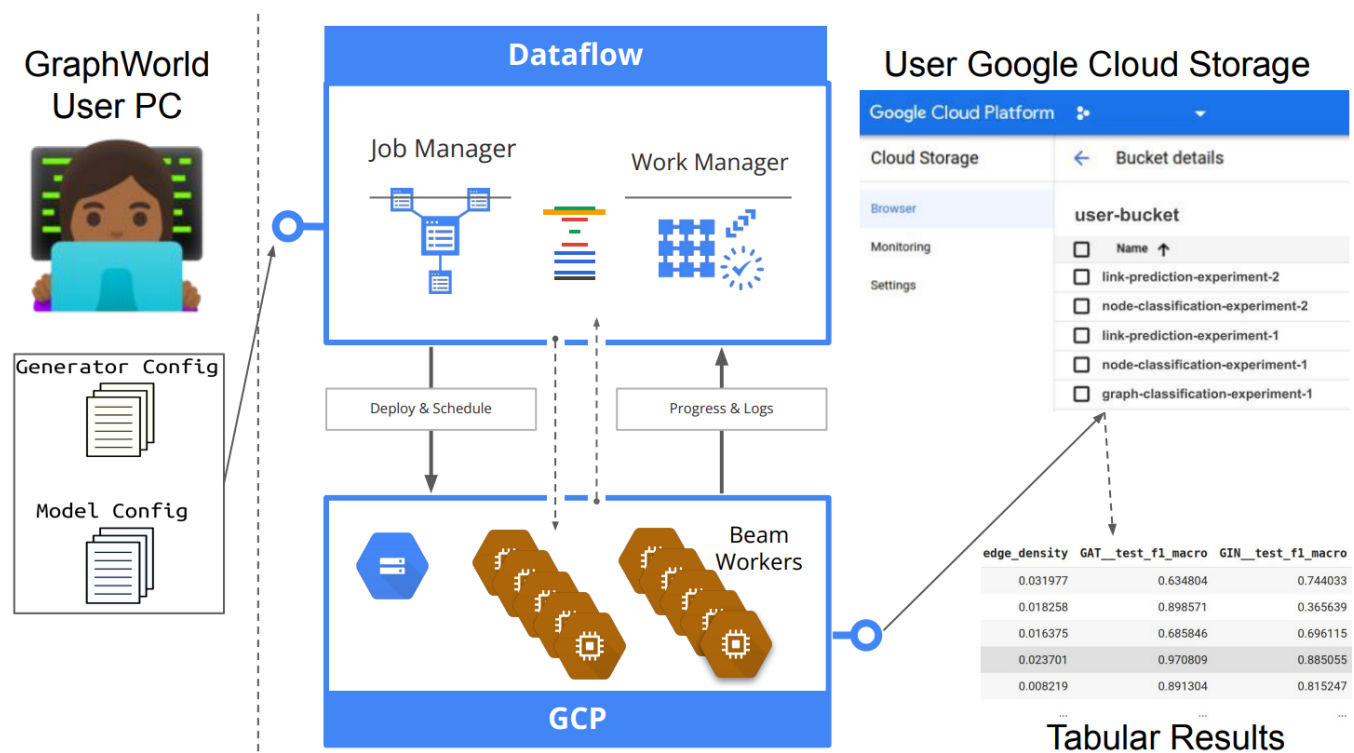 GraphWorld
User PC
Generator Config
Model Config
Dataflow
Job Manager
Work Manager
Deploy & Schedule
Progress & Logs
Beam
Workers
GCP
User Google Cloud Storage
Google Cloud Platform
Cloud Storage
Bucket details
Browser
Monitoring
Settings
user-bucket
Name
link-prediction-experiment-2
node-classification-experiment-2
link-prediction-experiment-1
node-classification-experiment-1
graph-classification-experiment-1
edge_density GAT__test_f1_macro GIN__test_f1_macro
0.031977 0.634804 0.744033
0.018258 0.898571 0.365639
0.016375 0.685846 0.696115
0.023701 0.970809 0.885055
0.008219 0.891304 0.815247
... ... ...
Tabular Results